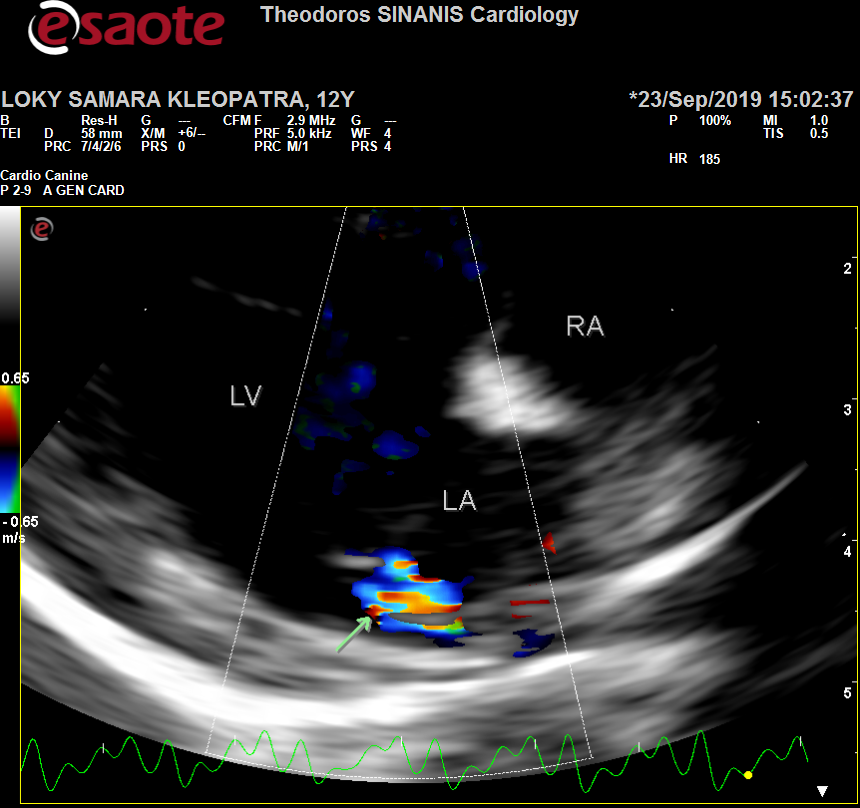 esaote
Theodoros SINANIS Cardiology
LOKY SAMARA KLEOPATRA, 12Y *23/Sep/2019 15:02:37
B Res-H G --- CFM F 2.9 MHz G --- P 100% MI 1.0
TEI D 58 mm X/M +6/-- PRF 5.0 kHz WF 4 TIS 0.5
PRC 7/4/2/6 PRS 0 PRC M/1 PRS 4
HR 185
Cardio Canine
P 2-9 A GEN CARD
e
2
RA
0.65
LV
3
LA
- 0.65
m/s
4
5